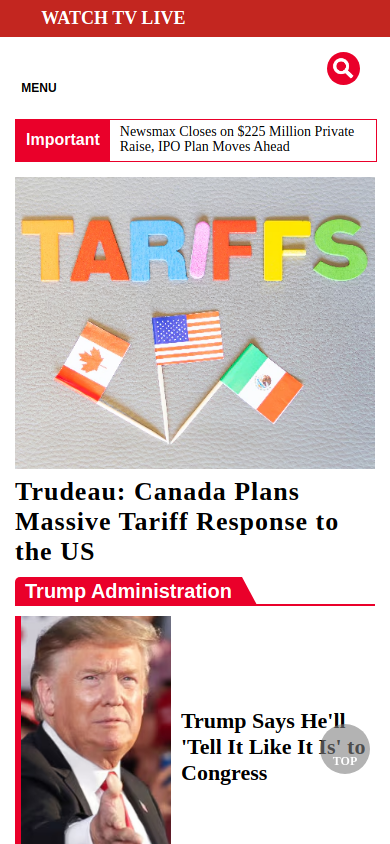 WATCH TV LIVE
MENU
Important
Newsmax Closes on $225 Million Private
Raise, IPO Plan Moves Ahead
TARIFFS
Trudeau: Canada Plans
Massive Tariff Response to
the US
Trump Administration
Trump Says He'll
'Tell It Like It Is' to
Congress
TOP